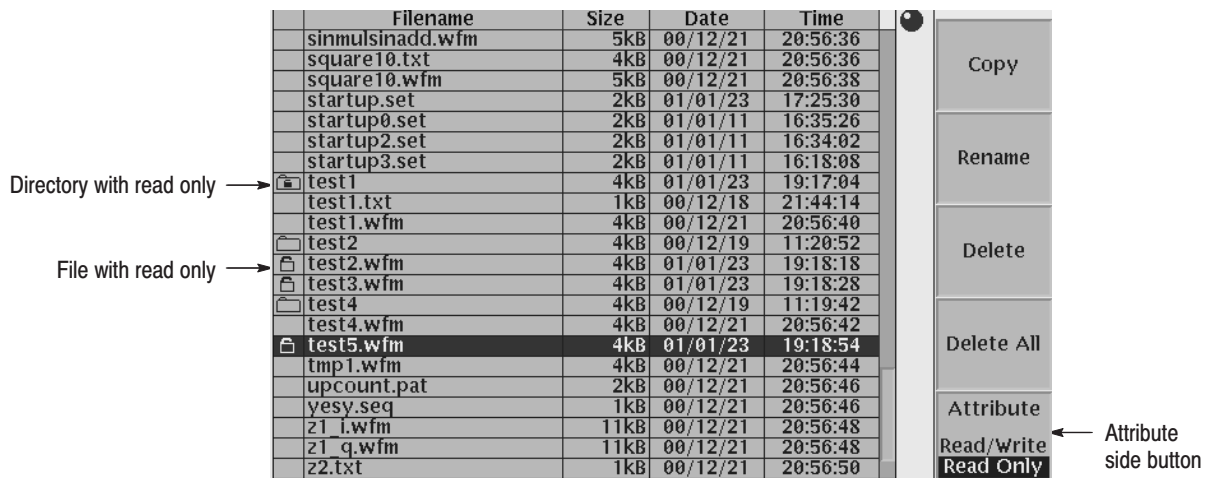 Filename Size Date Time
sinmulsinadd.wfm 5kB 00/12/21 20:56:36
square10.txt 4kB 00/12/21 20:56:36
square10.wfm 5kB 00/12/21 20:56:38
startup.set 2kB 01/01/23 17:25:30
startup0.set 2kB 01/01/11 16:35:26
startup2.set 2kB 01/01/11 16:34:02
startup3.set 2kB 01/01/11 16:18:08
Directory with read only
test1 4kB 01/01/23 19:17:04
test1.txt 1kB 00/12/18 21:44:14
test1.wfm 4kB 00/12/21 20:56:40
test2 4kB 00/12/19 11:20:52
File with read only
test2.wfm 4kB 01/01/23 19:18:18
test3.wfm 4kB 01/01/23 19:18:28
test4 4kB 00/12/19 11:19:42
test4.wfm 4kB 00/12/21 20:56:42
test5.wfm 4kB 01/01/23 19:18:54
tmp1.wfm 4kB 00/12/21 20:56:44
upcount.pat 2kB 00/12/21 20:56:46
yesy.seq 1kB 00/12/21 20:56:46
z1_i.wfm 11kB 00/12/21 20:56:48
z1_q.wfm 11kB 00/12/21 20:56:48
z2.txt 1kB 00/12/21 20:56:50
Copy
Rename
Delete
Delete All
Attribute
Read/Write
Read Only
Attribute
side button